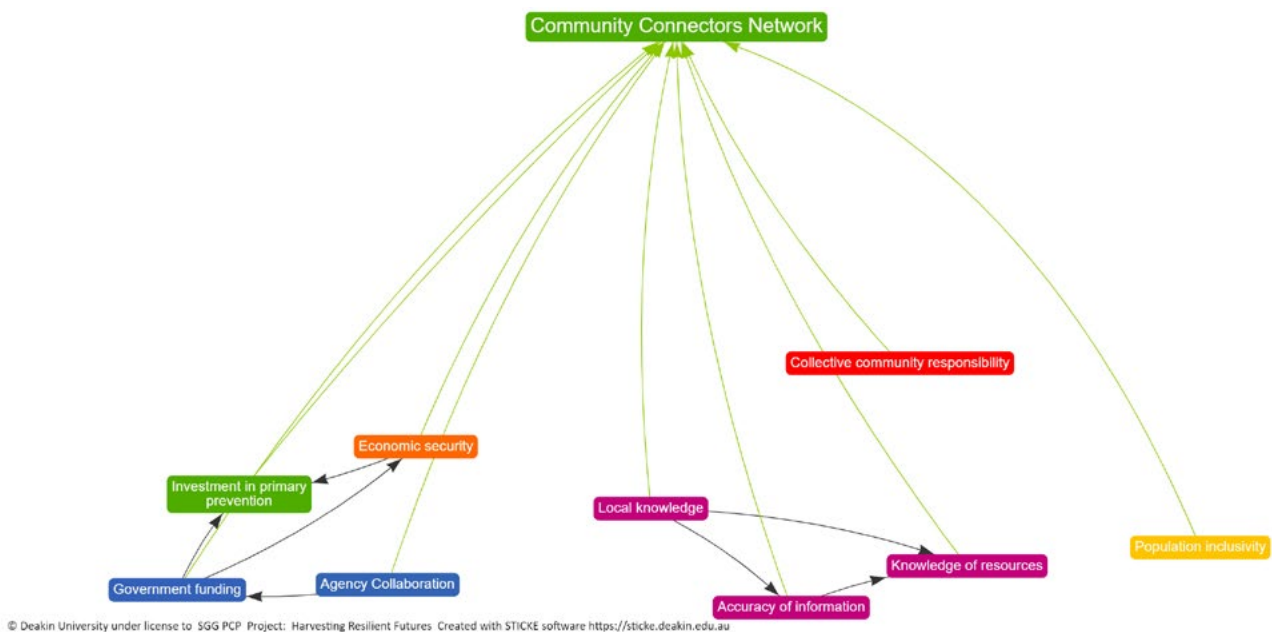 Community Connectors Network
Collective community responsibility
Economic security
Investment in primary
prevention
Local knowledge
Population inclusivity
Knowledge of resources
Agency Collaboration
Government funding
Accuracy of information
© Deakin University under license to SGG PCP Project: Harvesting Resilient Futures Created with STICKE software https://sticke.deakin.edu.au